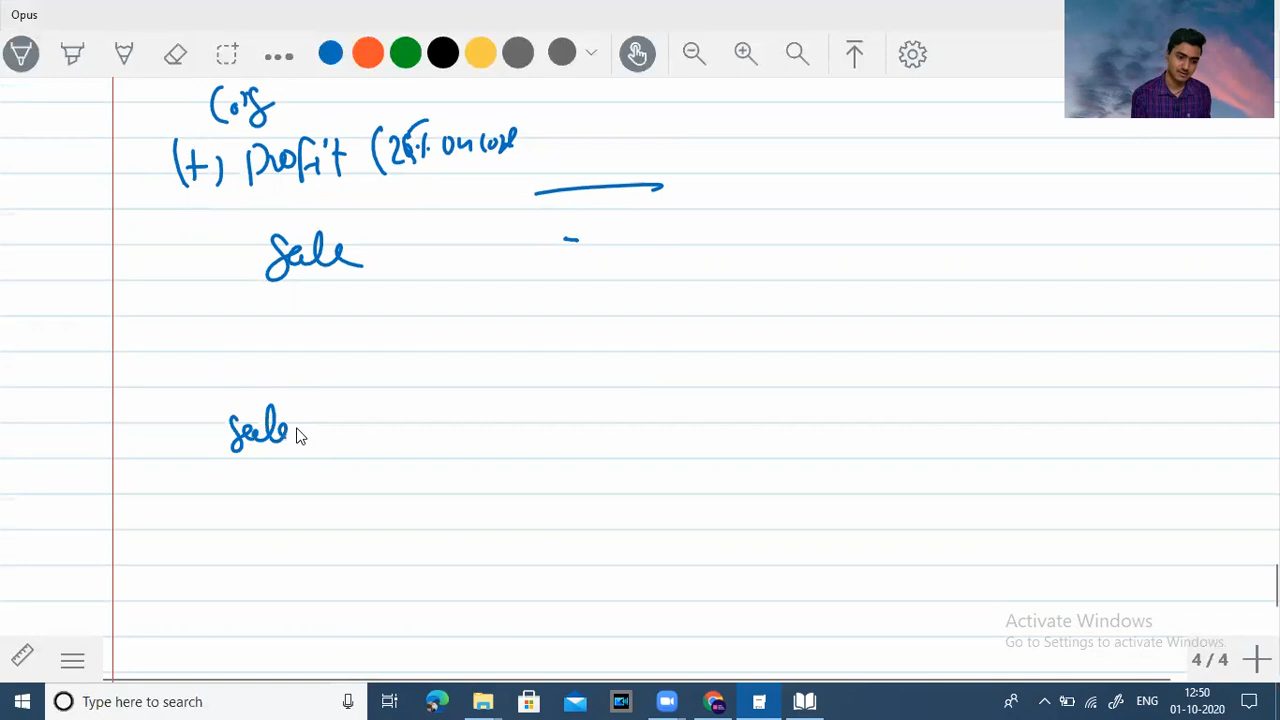 Opus
(+) Profit (25% on cost
Sale
-
Sale
Activate Windows
Go to Settings to activate Windows.
4 / 4
Type here to search
ENG
12:50
01-10-2020